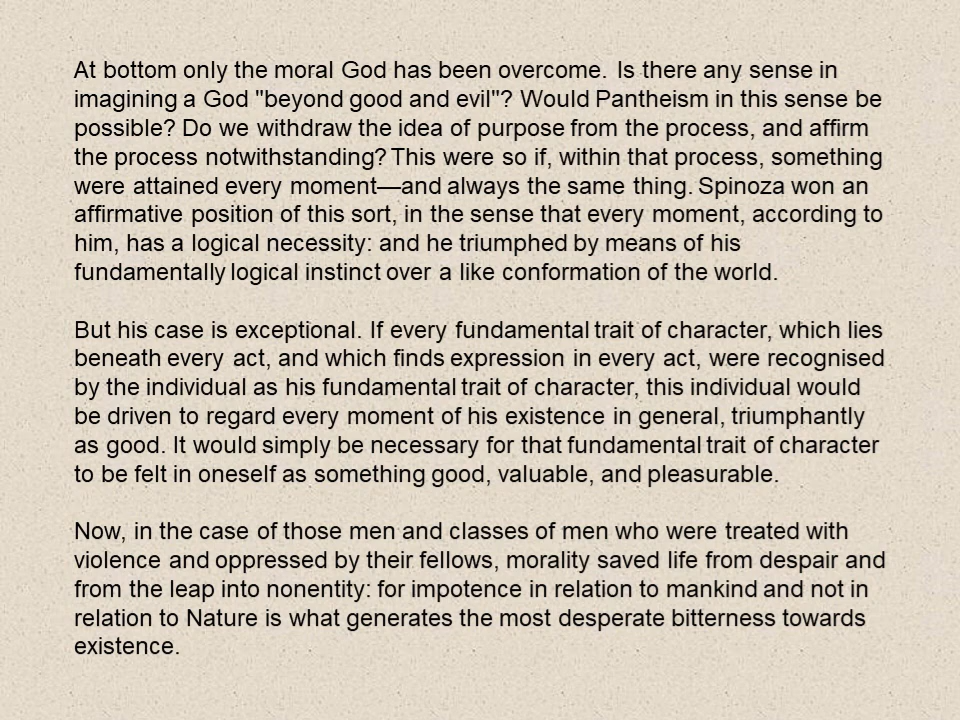 At bottom only the moral God has been overcome. Is there any sense in
imagining a God "beyond good and evil"? Would Pantheism in this sense be
possible? Do we withdraw the idea of purpose from the process, and affirm
the process notwithstanding? This were so if, within that process, something
were attained every moment—and always the same thing. Spinoza won an
affirmative position of this sort, in the sense that every moment, according to
him, has a logical necessity: and he triumphed by means of his
fundamentally logical instinct over a like conformation of the world.

But his case is exceptional. If every fundamental trait of character, which lies
beneath every act, and which finds expression in every act, were recognised
by the individual as his fundamental trait of character, this individual would
be driven to regard every moment of his existence in general, triumphantly
as good. It would simply be necessary for that fundamental trait of character
to be felt in oneself as something good, valuable, and pleasurable.

Now, in the case of those men and classes of men who were treated with
violence and oppressed by their fellows, morality saved life from despair and
from the leap into nonentity: for impotence in relation to mankind and not in
relation to Nature is what generates the most desperate bitterness towards
existence.